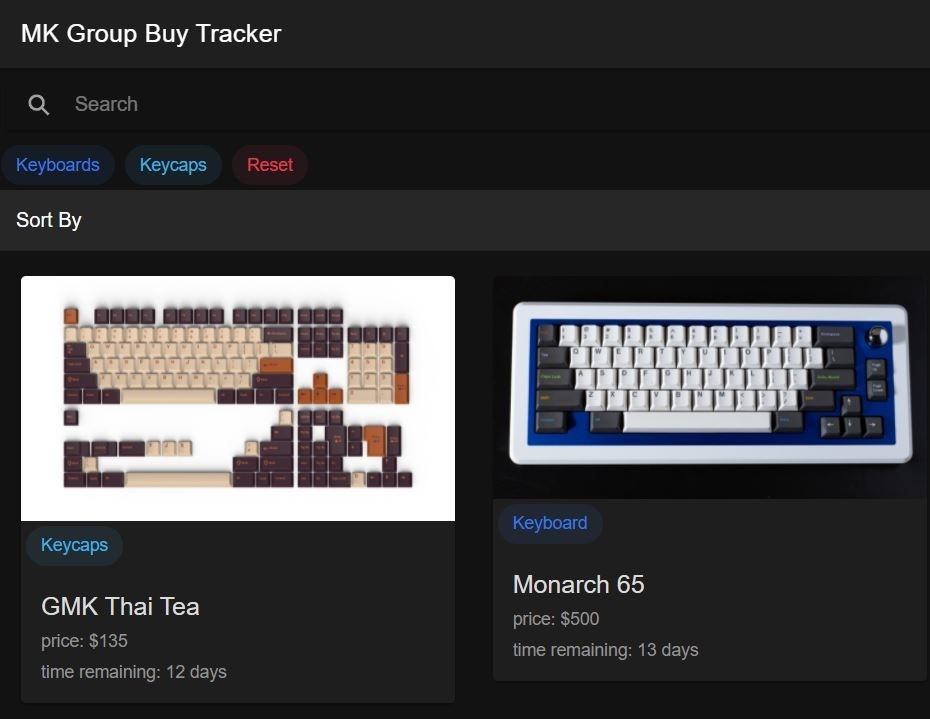 MK Group Buy Tracker
Search
Keyboards Keycaps Reset
Sort By
Keycaps
GMK Thai Tea
price: $135
time remaining: 12 days
Q W E R T Y U I O P
A S D F G H J K L
Z X C V B N M
Keyboard
Monarch 65
price: $500
time remaining: 13 days